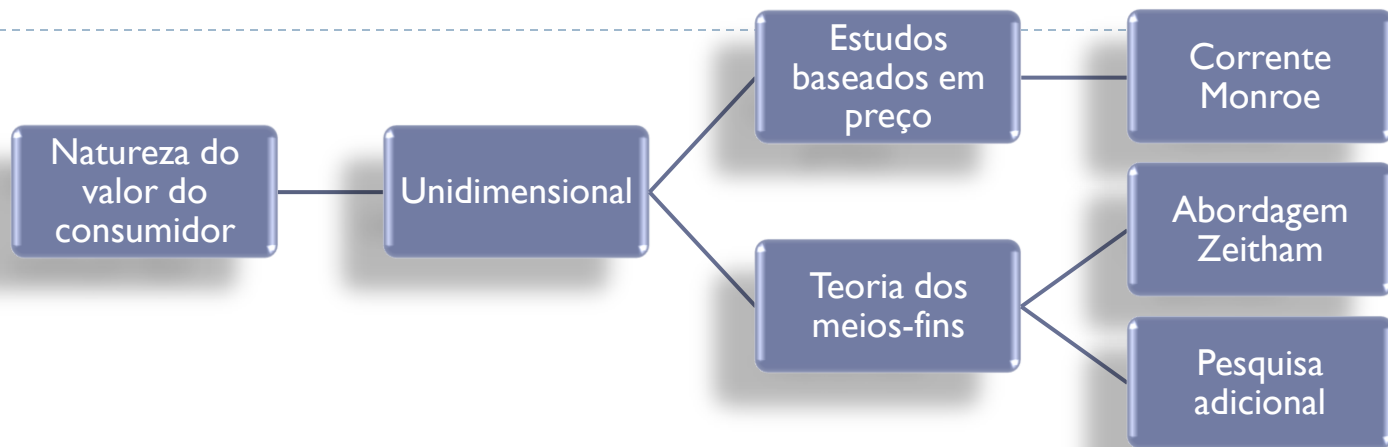 Natureza do
valor do
consumidor
Unidimensional
Estudos
baseados em
preço
Corrente
Monroe
Teoria dos
meios-fins
Abordagem
Zeitham
Pesquisa
adicional